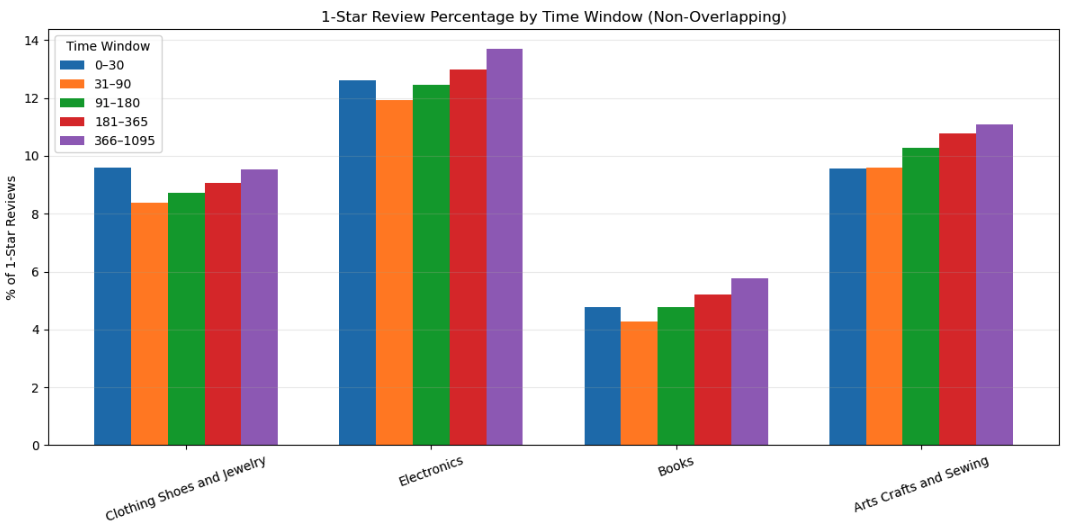 1-Star Review Percentage by Time Window (Non-Overlapping)
Time Window
0–30
31–90
91–180
181–365
366–1095
% of 1-Star Reviews
14
12
10
8
6
4
2
0
Clothing Shoes and Jewelry
Electronics
Books
Arts Crafts and Sewing